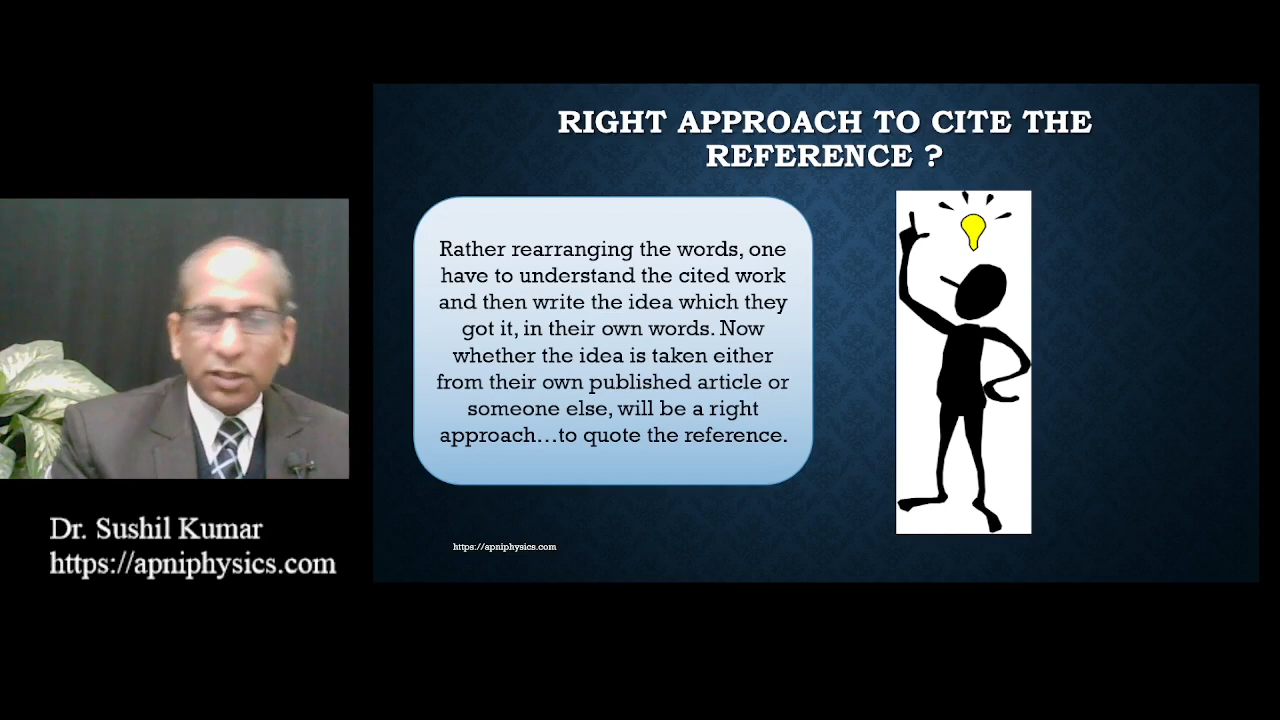 RIGHT APPROACH TO CITE THE
REFERENCE ?
Rather rearranging the words, one
have to understand the cited work
and then write the idea which they
got it, in their own words. Now
whether the idea is taken either
from their own published article or
someone else, will be a right
approach...to quote the reference.
https://apniphysics.com
Dr. Sushil Kumar
https://apniphysics.com